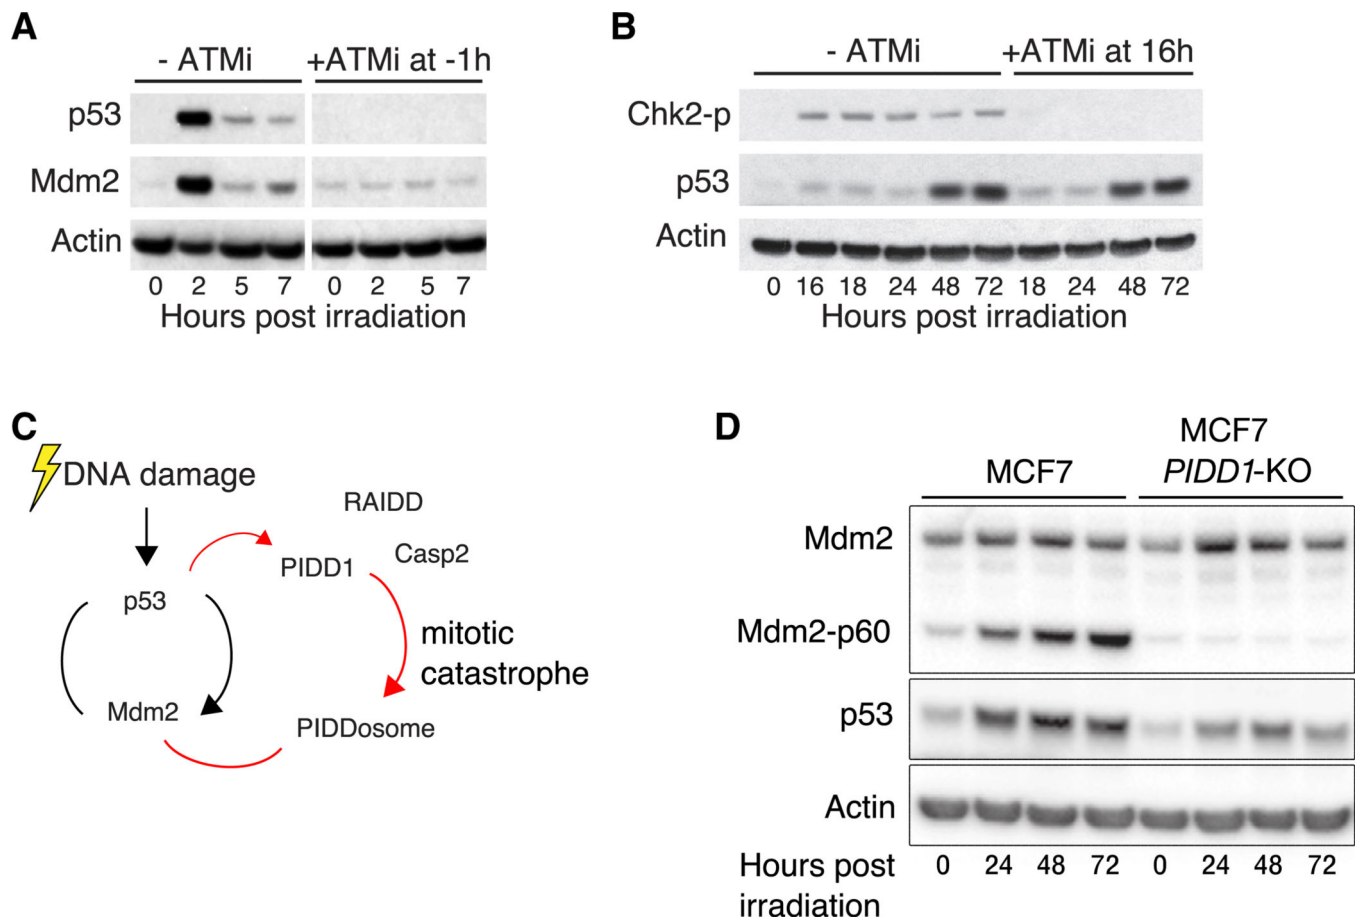 A
- ATMi +ATMi at -1h
p53
Mdm2
Actin
0 2 5 7 0 2 5 7
Hours post irradiation
B
- ATMi +ATMi at 16h
Chk2-p
p53
Actin
0 16 18 24 48 72 18 24 48 72
Hours post irradiation
C
DNA damage
RAIDD
Casp2
PIDD1
p53
mitotic
catastrophe
Mdm2
PIDDosome
D
MCF7
MCF7
PIDD1-KO
Mdm2
Mdm2-p60
p53
Actin
Hours post
irradiation
0 24 48 72 0 24 48 72